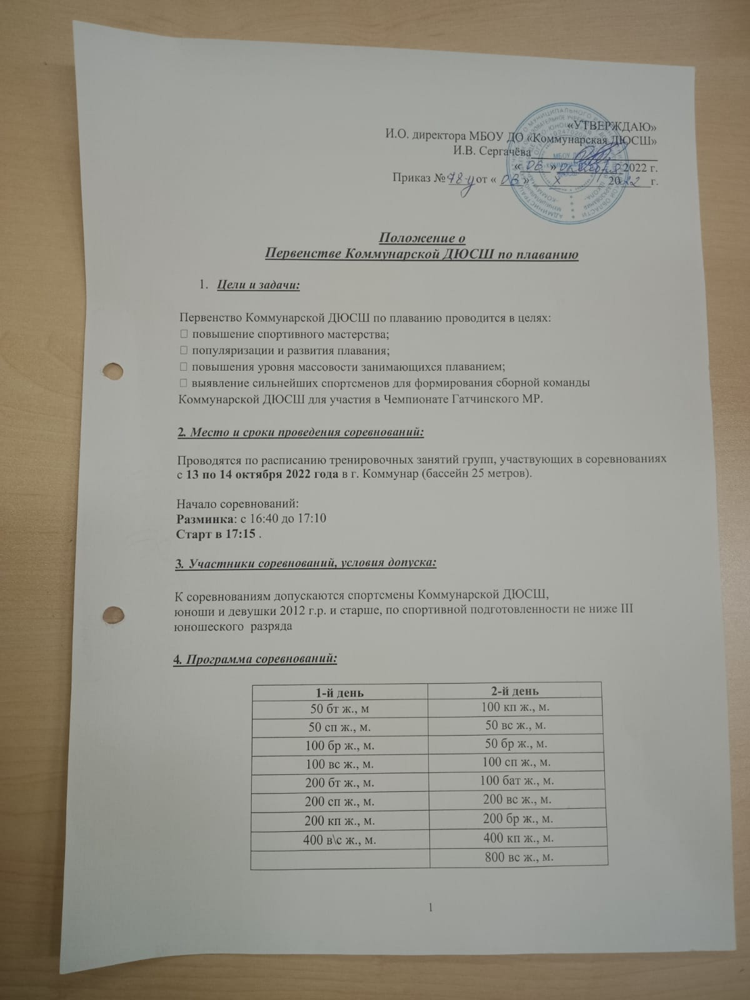 «УТВЕРЖДАЮ»
И.О. директора МБОУ ДО «Коммунарская ДЮСШ»
И.В. Сергачёва
«06» октября 2022 г.
Приказ № 78-у от «06» X 2022 г.
МБОУ ДО
Положение о
Первенстве Коммунарской ДЮСШ по плаванию
1. Цели и задачи:
Первенство Коммунарской ДЮСШ по плаванию проводится в целях:
□ повышение спортивного мастерства;
□ популяризации и развития плавания;
□ повышения уровня массовости занимающихся плаванием;
□ выявление сильнейших спортсменов для формирования сборной команды
Коммунарской ДЮСШ для участия в Чемпионате Гатчинского МР.
2. Место и сроки проведения соревнований:
Проводятся по расписанию тренировочных занятий групп, участвующих в соревнованиях
с 13 по 14 октября 2022 года в г. Коммунар (бассейн 25 метров).
Начало соревнований:
Разминка: с 16:40 до 17:10
Старт в 17:15 .
3. Участники соревнований, условия допуска:
К соревнованиям допускаются спортсмены Коммунарской ДЮСШ,
юноши и девушки 2012 г.р. и старше, по спортивной подготовленности не ниже III
юношеского разряда
4. Программа соревнований:
1-й день 2-й день
50 бт ж., м 100 кп ж., м.
50 сп ж., м. 50 вс ж., м.
100 бр ж., м. 50 бр ж., м.
100 вс ж., м. 100 сп ж., м.
200 бт ж., м. 100 бат ж., м.
200 сп ж., м. 200 вс ж., м.
200 кп ж., м. 200 бр ж., м.
400 в\с ж., м. 400 кп ж., м.
800 вс ж., м.
1